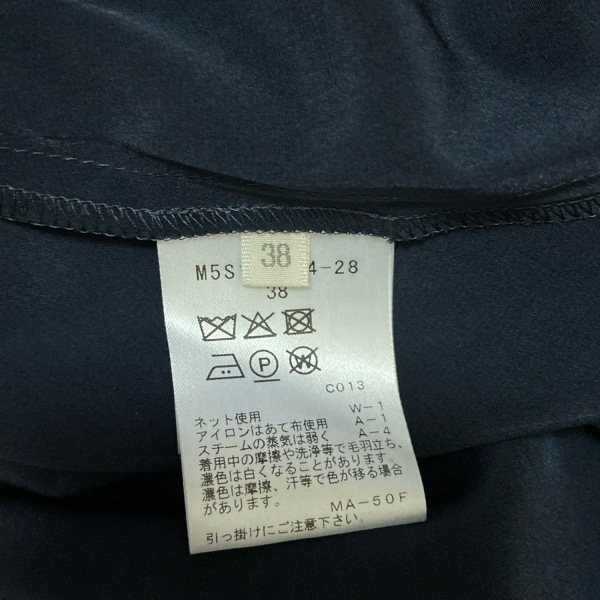 38
M5S 4-28
38
P
W
C013
ネット使用 W-1
アイロンはあて布使用 A-1
スチームの蒸気は弱く A-4
着用中の摩擦や洗浄等で毛羽立ち、
濃色は白くなることがあります。
濃色は摩擦、汗等で色が移る場合
があります。
MA-50F
引っ掛けにご注意下さい。